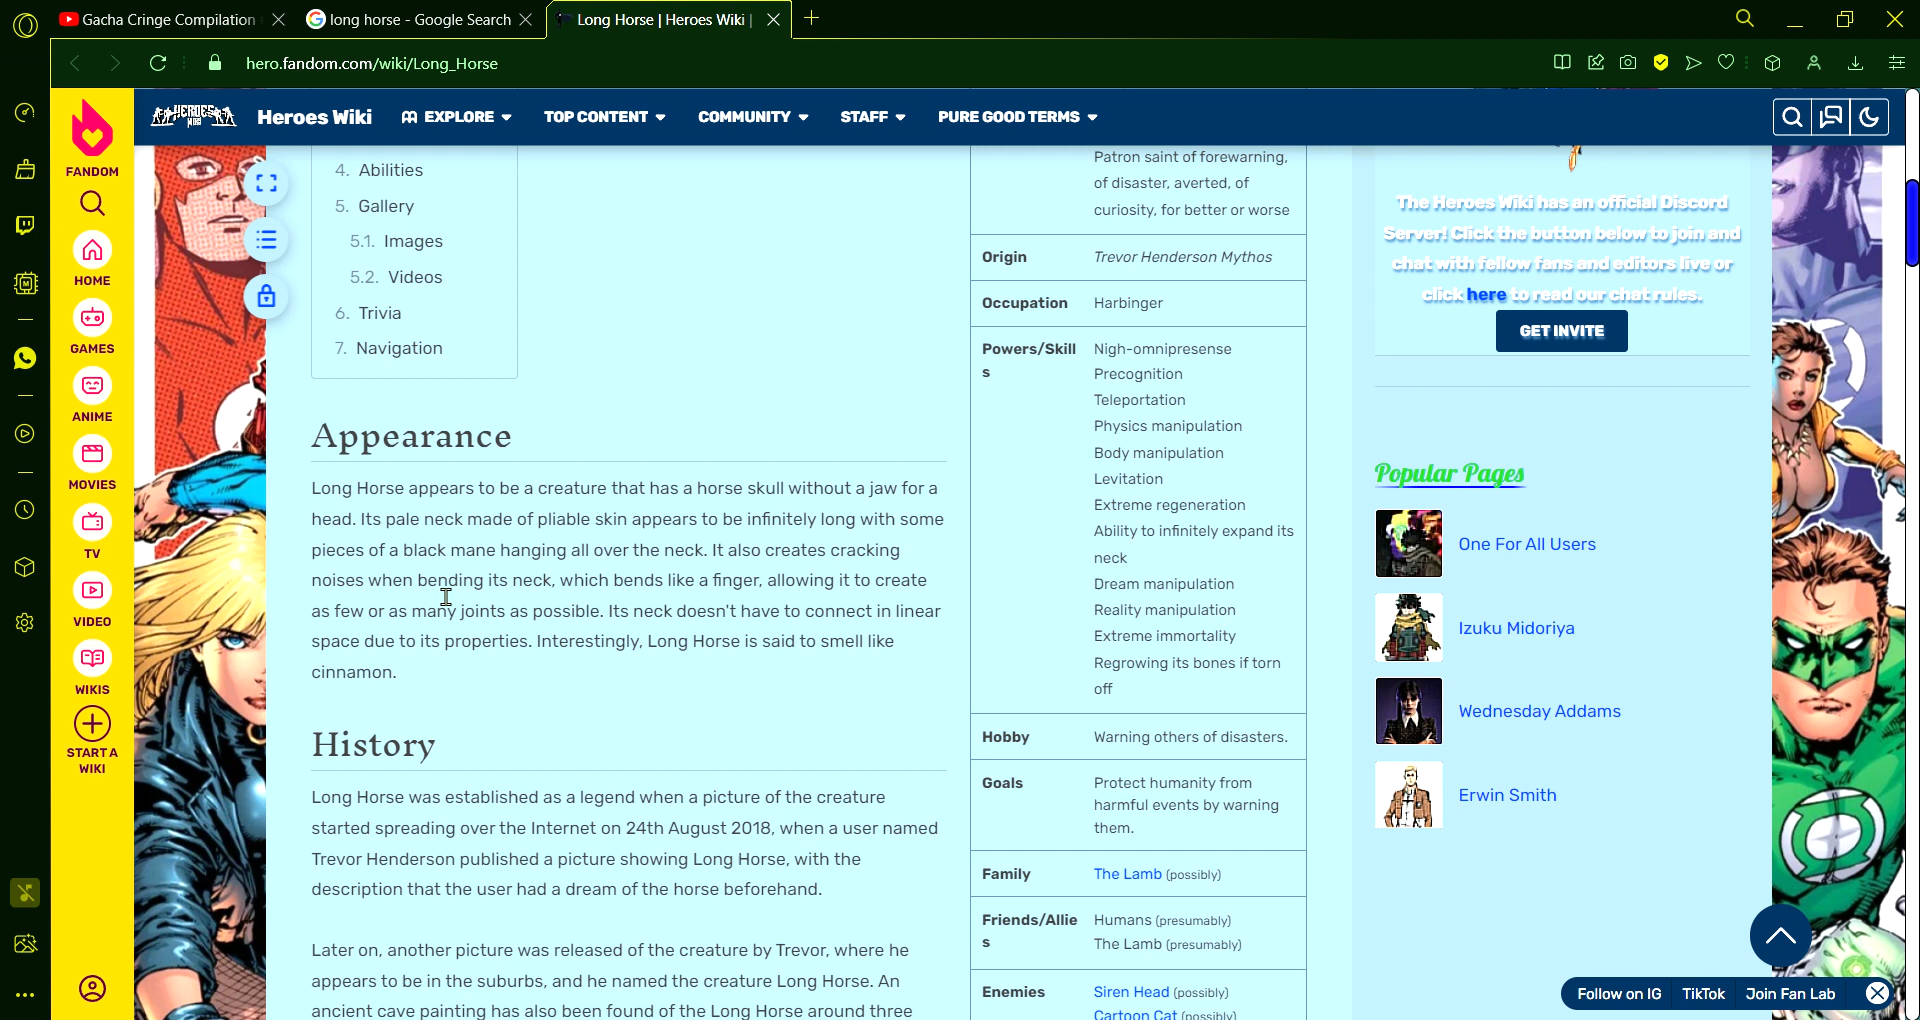 Gacha Cringe Compilation
long horse - Google Search
Long Horse | Heroes Wiki |
hero.fandom.com/wiki/Long_Horse
FANDOM
HOME
GAMES
ANIME
MOVIES
TV
VIDEO
WIKIS
START A
WIKI
HEROES
WIKI
Heroes Wiki
EXPLORE
TOP CONTENT
COMMUNITY
STAFF
PURE GOOD TERMS
4. Abilities
5. Gallery
5.1. Images
5.2. Videos
6. Trivia
7. Navigation
Appearance
Long Horse appears to be a creature that has a horse skull without a jaw for a
head. Its pale neck made of pliable skin appears to be infinitely long with some
pieces of a black mane hanging all over the neck. It also creates cracking
noises when bending its neck, which bends like a finger, allowing it to create
as few or as many joints as possible. Its neck doesn't have to connect in linear
space due to its properties. Interestingly, Long Horse is said to smell like
cinnamon.
History
Long Horse was established as a legend when a picture of the creature
started spreading over the Internet on 24th August 2018, when a user named
Trevor Henderson published a picture showing Long Horse, with the
description that the user had a dream of the horse beforehand.
Later on, another picture was released of the creature by Trevor, where he
appears to be in the suburbs, and he named the creature Long Horse. An
ancient cave painting has also been found of the Long Horse around three
Patron saint of forewarning,
of disaster, averted, of
curiosity, for better or worse
Origin
Trevor Henderson Mythos
Occupation
Harbinger
Powers/Skill
s
Nigh-omnipresense
Precognition
Teleportation
Physics manipulation
Body manipulation
Levitation
Extreme regeneration
Ability to infinitely expand its
neck
Dream manipulation
Reality manipulation
Extreme immortality
Regrowing its bones if torn
off
Hobby
Warning others of disasters.
Goals
Protect humanity from
harmful events by warning
them.
Family
The Lamb (possibly)
Friends/Allie
s
Humans (presumably)
The Lamb (presumably)
Enemies
Siren Head (possibly)
Cartoon Cat (possibly)
The Heroes Wiki has an official Discord
Server! Click the button below to join and
chat with fellow fans and editors live or
click here to read our chat rules.
GET INVITE
Popular Pages
One For All Users
Izuku Midoriya
Wednesday Addams
Erwin Smith
Follow on IG
TikTok
Join Fan Lab